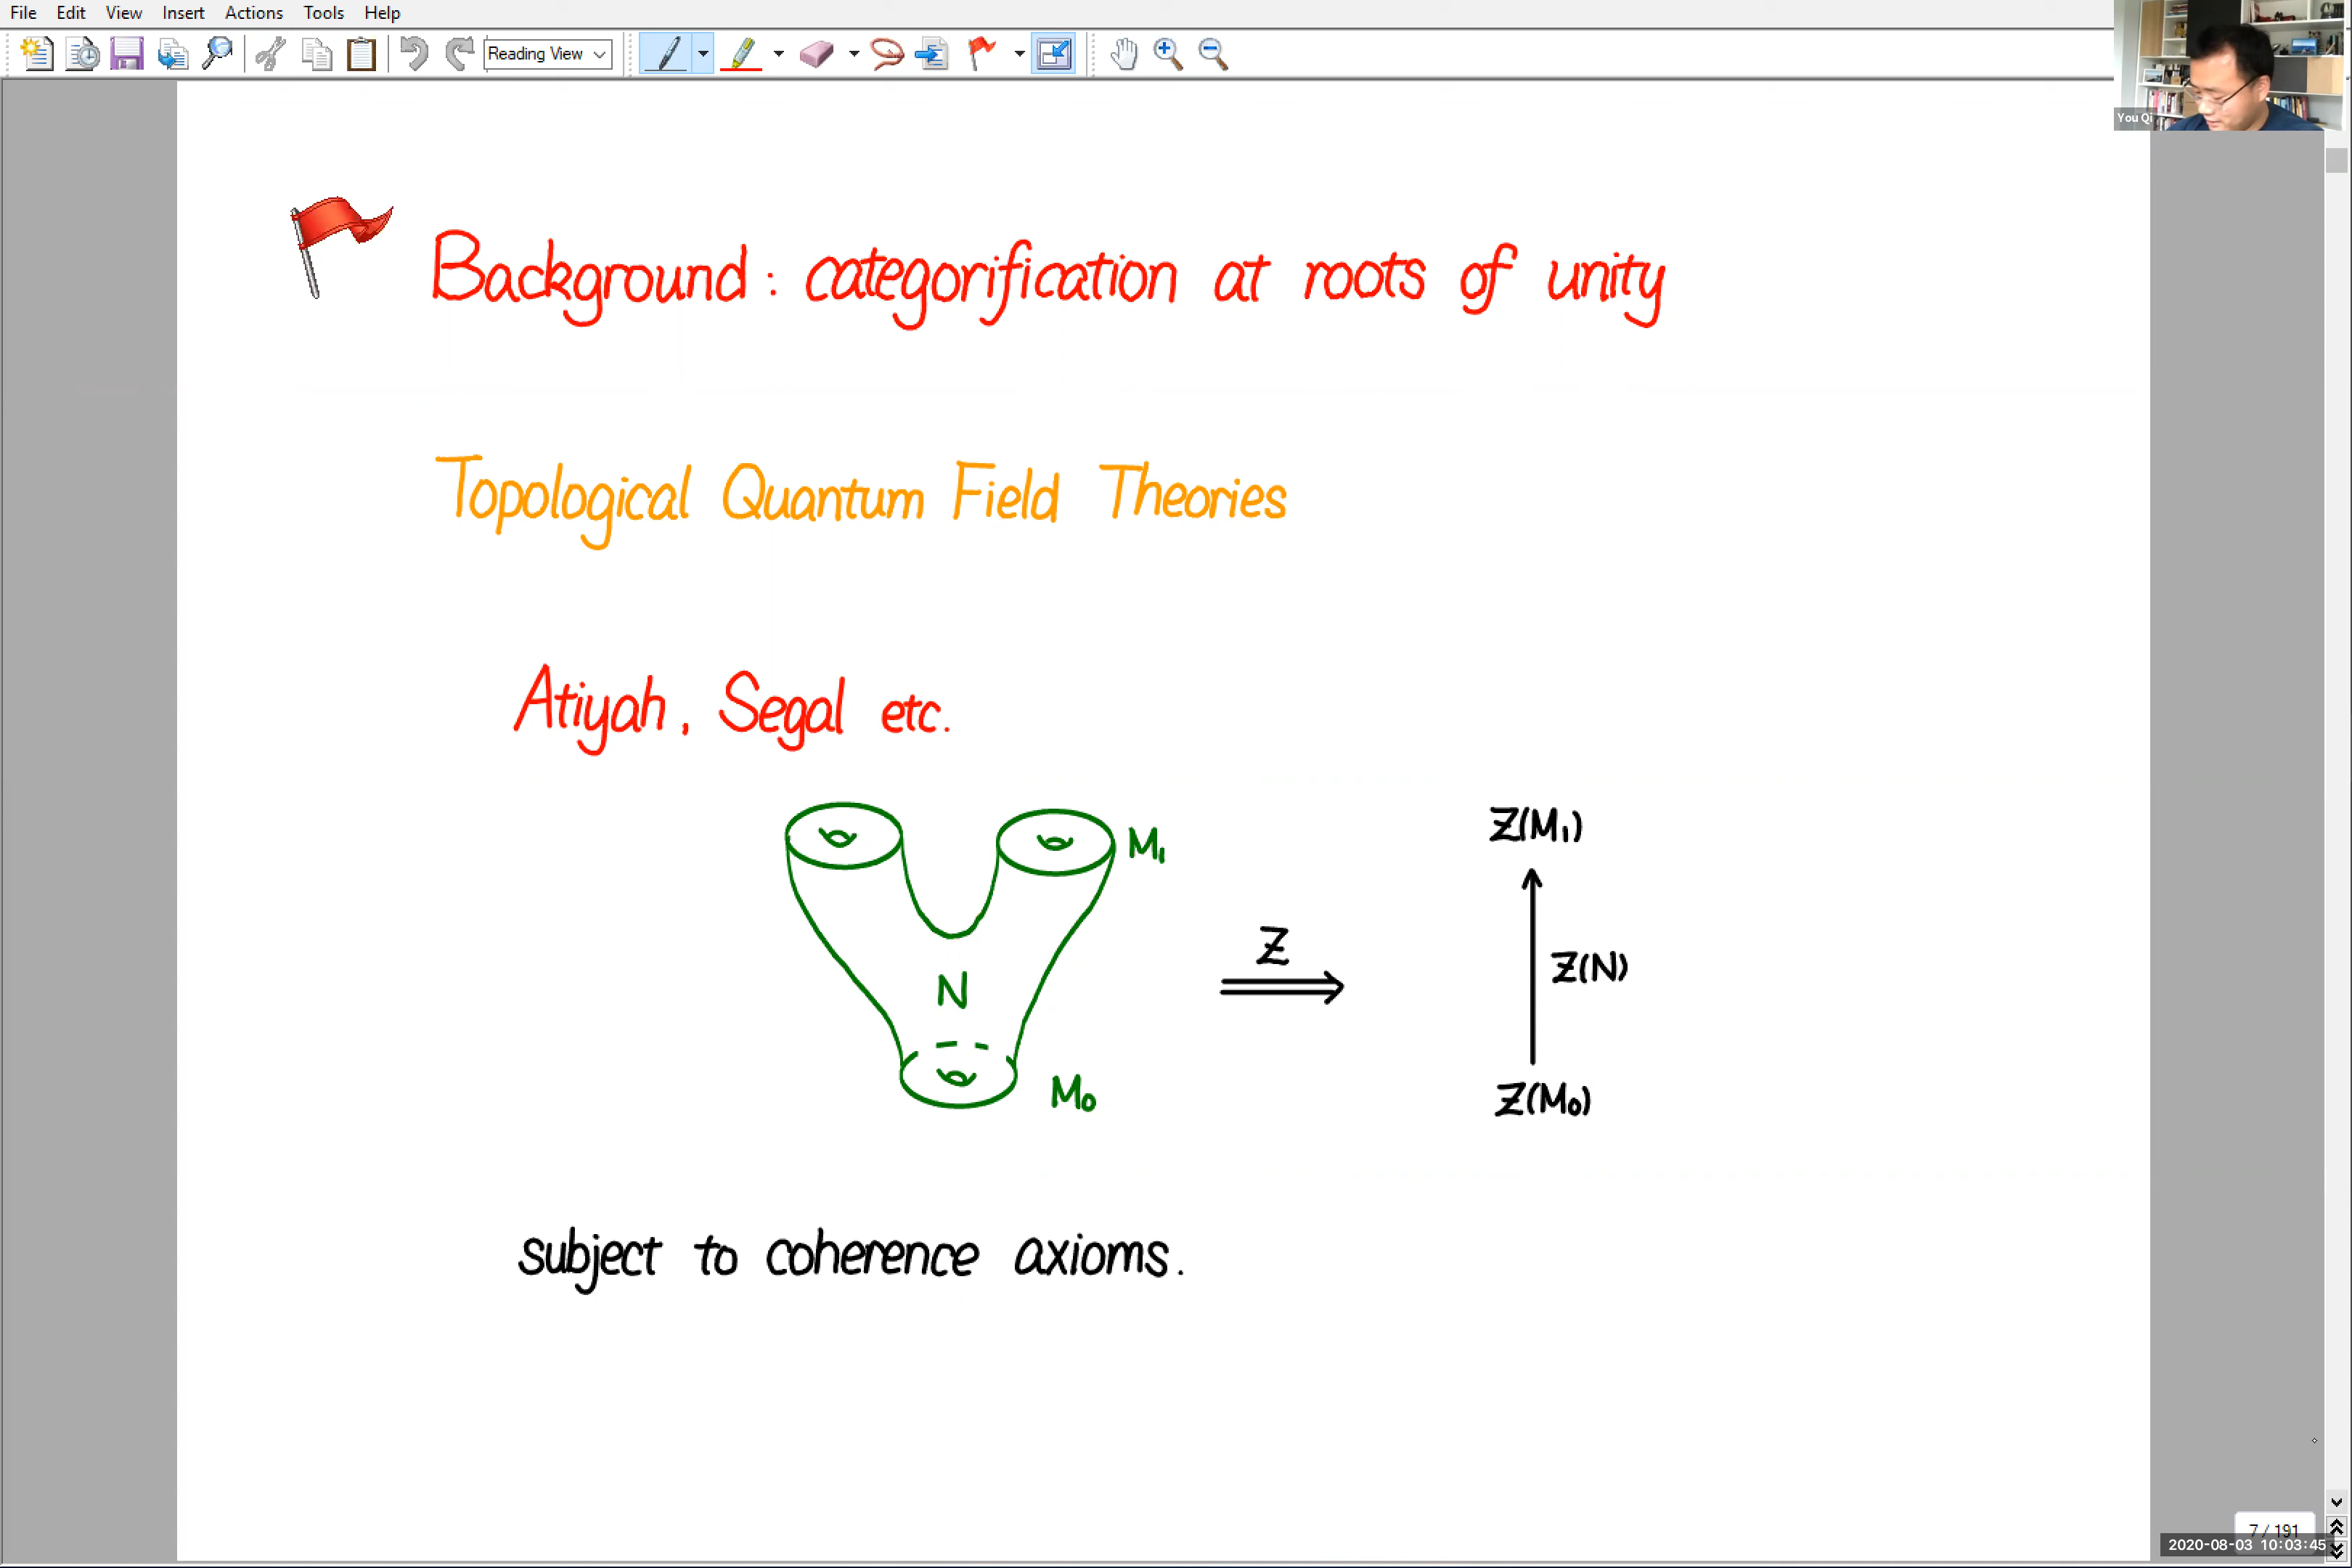 File Edit View Insert Actions Tools Help
Reading View
You Qi
Background: categorification at roots of unity
Topological Quantum Field Theories
Atiyah, Segal etc.
M₁
Z(M₁)
Z
N
Z(N)
M₀
Z(M₀)
subject to coherence axioms.
7 / 191
2020-08-03 10:03:45